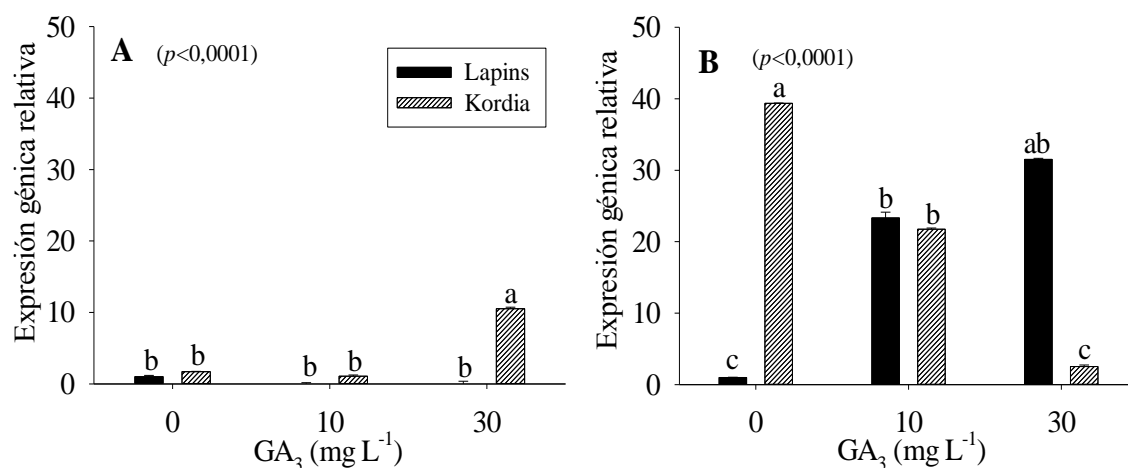 A (p<0,0001)
Lapins
Kordia
Expresión génica relativa
50
40
30
20
10
0
b b b b b a
0 10 30
GA₃ (mg L⁻¹)
B (p<0,0001)
Expresión génica relativa
50
40
30
20
10
0
c a b b ab c
0 10 30
GA₃ (mg L⁻¹)